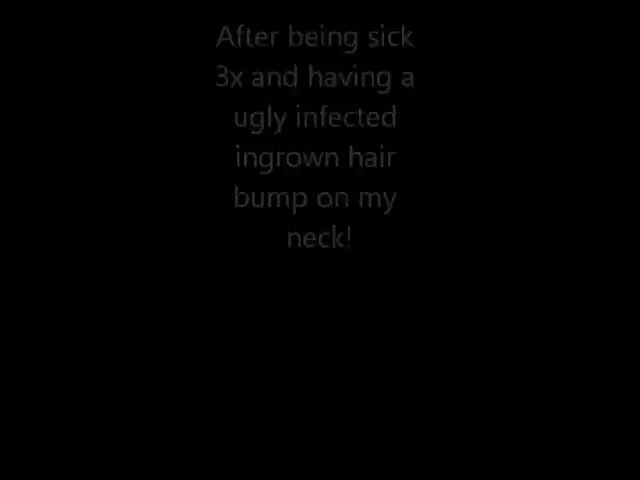 After being sick
3x and having a
ugly infected
ingrown hair
bump on my
neck!